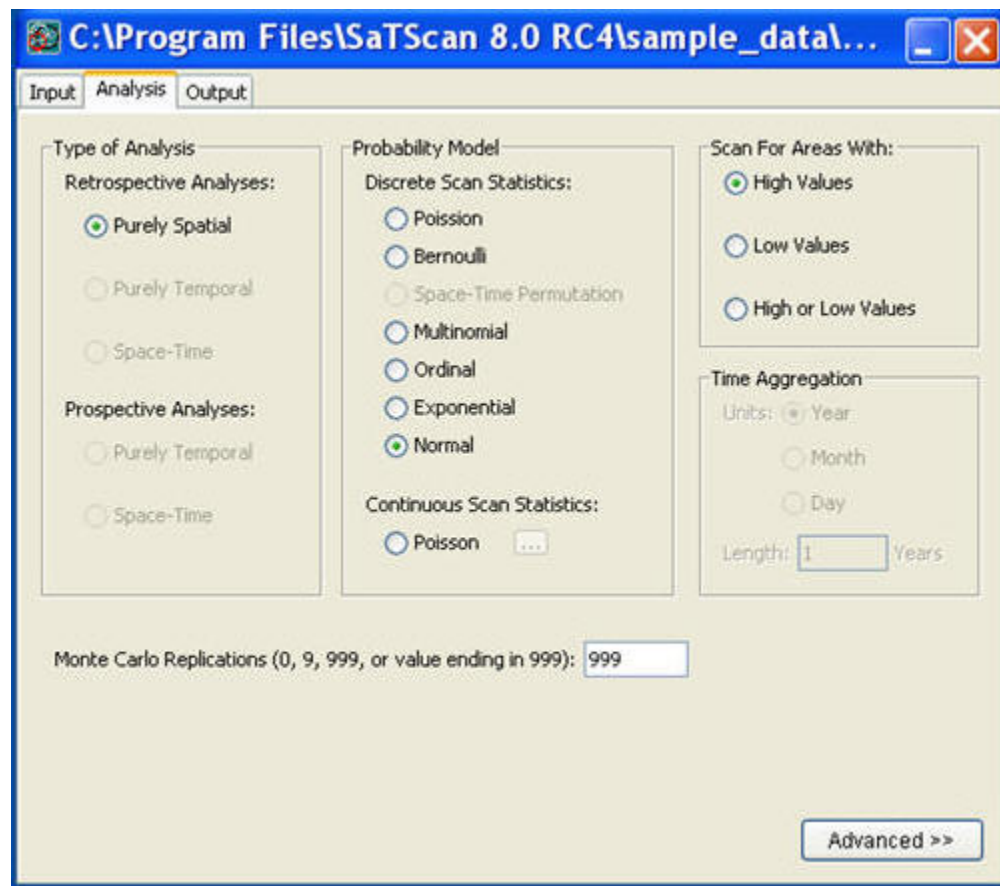 C:\Program Files\SaTScan 8.0 RC4\sample_data\...
Input Analysis Output
Type of Analysis
Retrospective Analyses:
Purely Spatial
Purely Temporal
Space-Time
Prospective Analyses:
Purely Temporal
Space-Time
Probability Model
Discrete Scan Statistics:
Poission
Bernoulli
Space-Time Permutation
Multinomial
Ordinal
Exponential
Normal
Continuous Scan Statistics:
Poisson ...
Scan For Areas With:
High Values
Low Values
High or Low Values
Time Aggregation
Units: Year
Month
Day
Length: 1 Years
Monte Carlo Replications (0, 9, 999, or value ending in 999): 999
Advanced >>